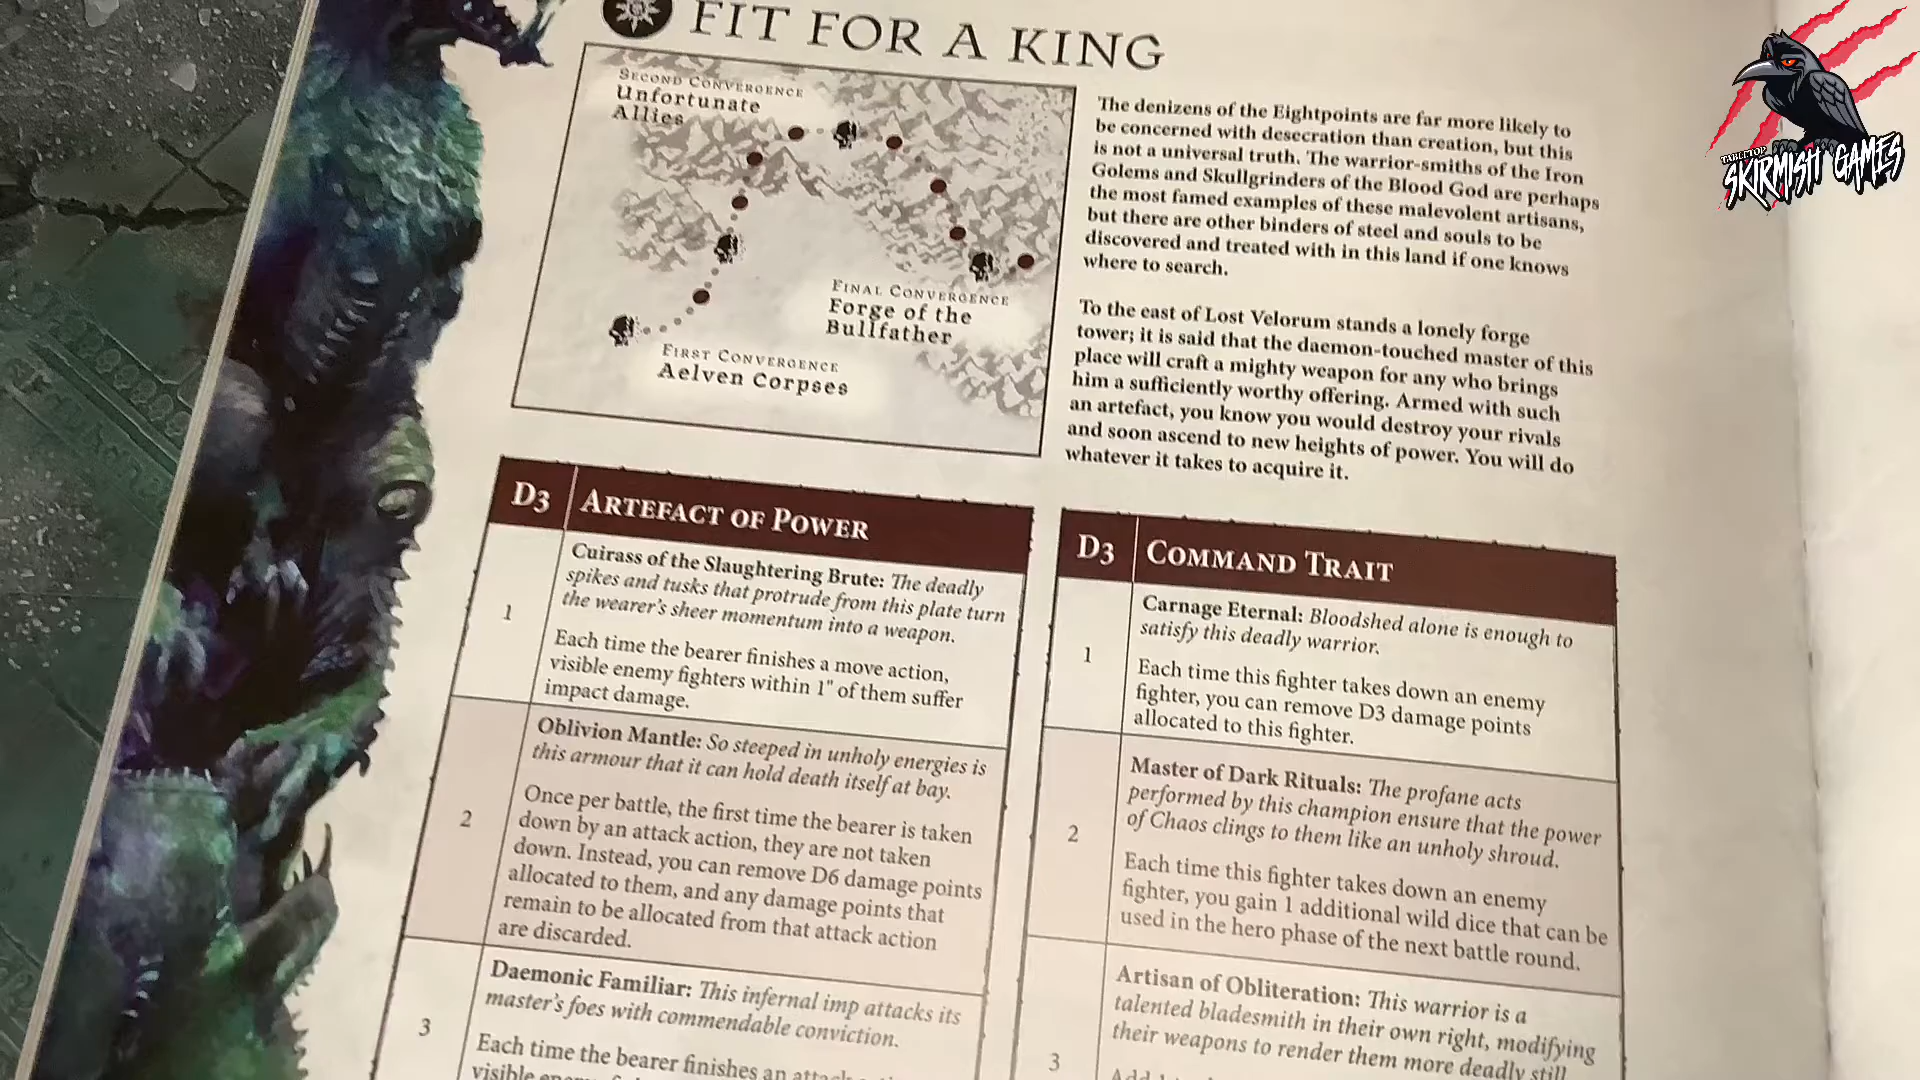 FIT FOR A KING
SECOND CONVERGENCE
Unfortunate
Allies
FINAL CONVERGENCE
Forge of the
Bullfather
FIRST CONVERGENCE
Aelven Corpses
The denizens of the Eightpoints are far more likely to
be concerned with desecration than creation, but this
is not a universal truth. The warrior-smiths of the Iron
Golems and Skullgrinders of the Blood God are perhaps
the most famed examples of these malevolent artisans,
but there are other binders of steel and souls to be
discovered and treated with in this land if one knows
where to search.
To the east of Lost Velorum stands a lonely forge
tower; it is said that the daemon-touched master of this
place will craft a mighty weapon for any who brings
him a sufficiently worthy offering. Armed with such
an artefact, you know you would destroy your rivals
and soon ascend to new heights of power. You will do
whatever it takes to acquire it.
D3 ARTEFACT OF POWER
1
Cuirass of the Slaughtering Brute: The deadly
spikes and tusks that protrude from this plate turn
the wearer's sheer momentum into a weapon.
Each time the bearer finishes a move action,
visible enemy fighters within 1" of them suffer
impact damage.
2
Oblivion Mantle: So steeped in unholy energies is
this armour that it can hold death itself at bay.
Once per battle, the first time the bearer is taken
down by an attack action, they are not taken
down. Instead, you can remove D6 damage points
allocated to them, and any damage points that
remain to be allocated from that attack action
are discarded.
3
Daemonic Familiar: This infernal imp attacks its
master's foes with commendable conviction.
Each time the bearer finishes an
visible
D3 COMMAND TRAIT
1
Carnage Eternal: Bloodshed alone is enough to
satisfy this deadly warrior.
Each time this fighter takes down an enemy
fighter, you can remove D3 damage points
allocated to this fighter.
2
Master of Dark Rituals: The profane acts
performed by this champion ensure that the power
of Chaos clings to them like an unholy shroud.
Each time this fighter takes down an enemy
fighter, you gain 1 additional wild dice that can be
used in the hero phase of the next battle round.
3
Artisan of Obliteration: This warrior is a
talented bladesmith in their own right, modifying
their weapons to render them more deadly still.
TABLETOP
SKIRMISH GAMES